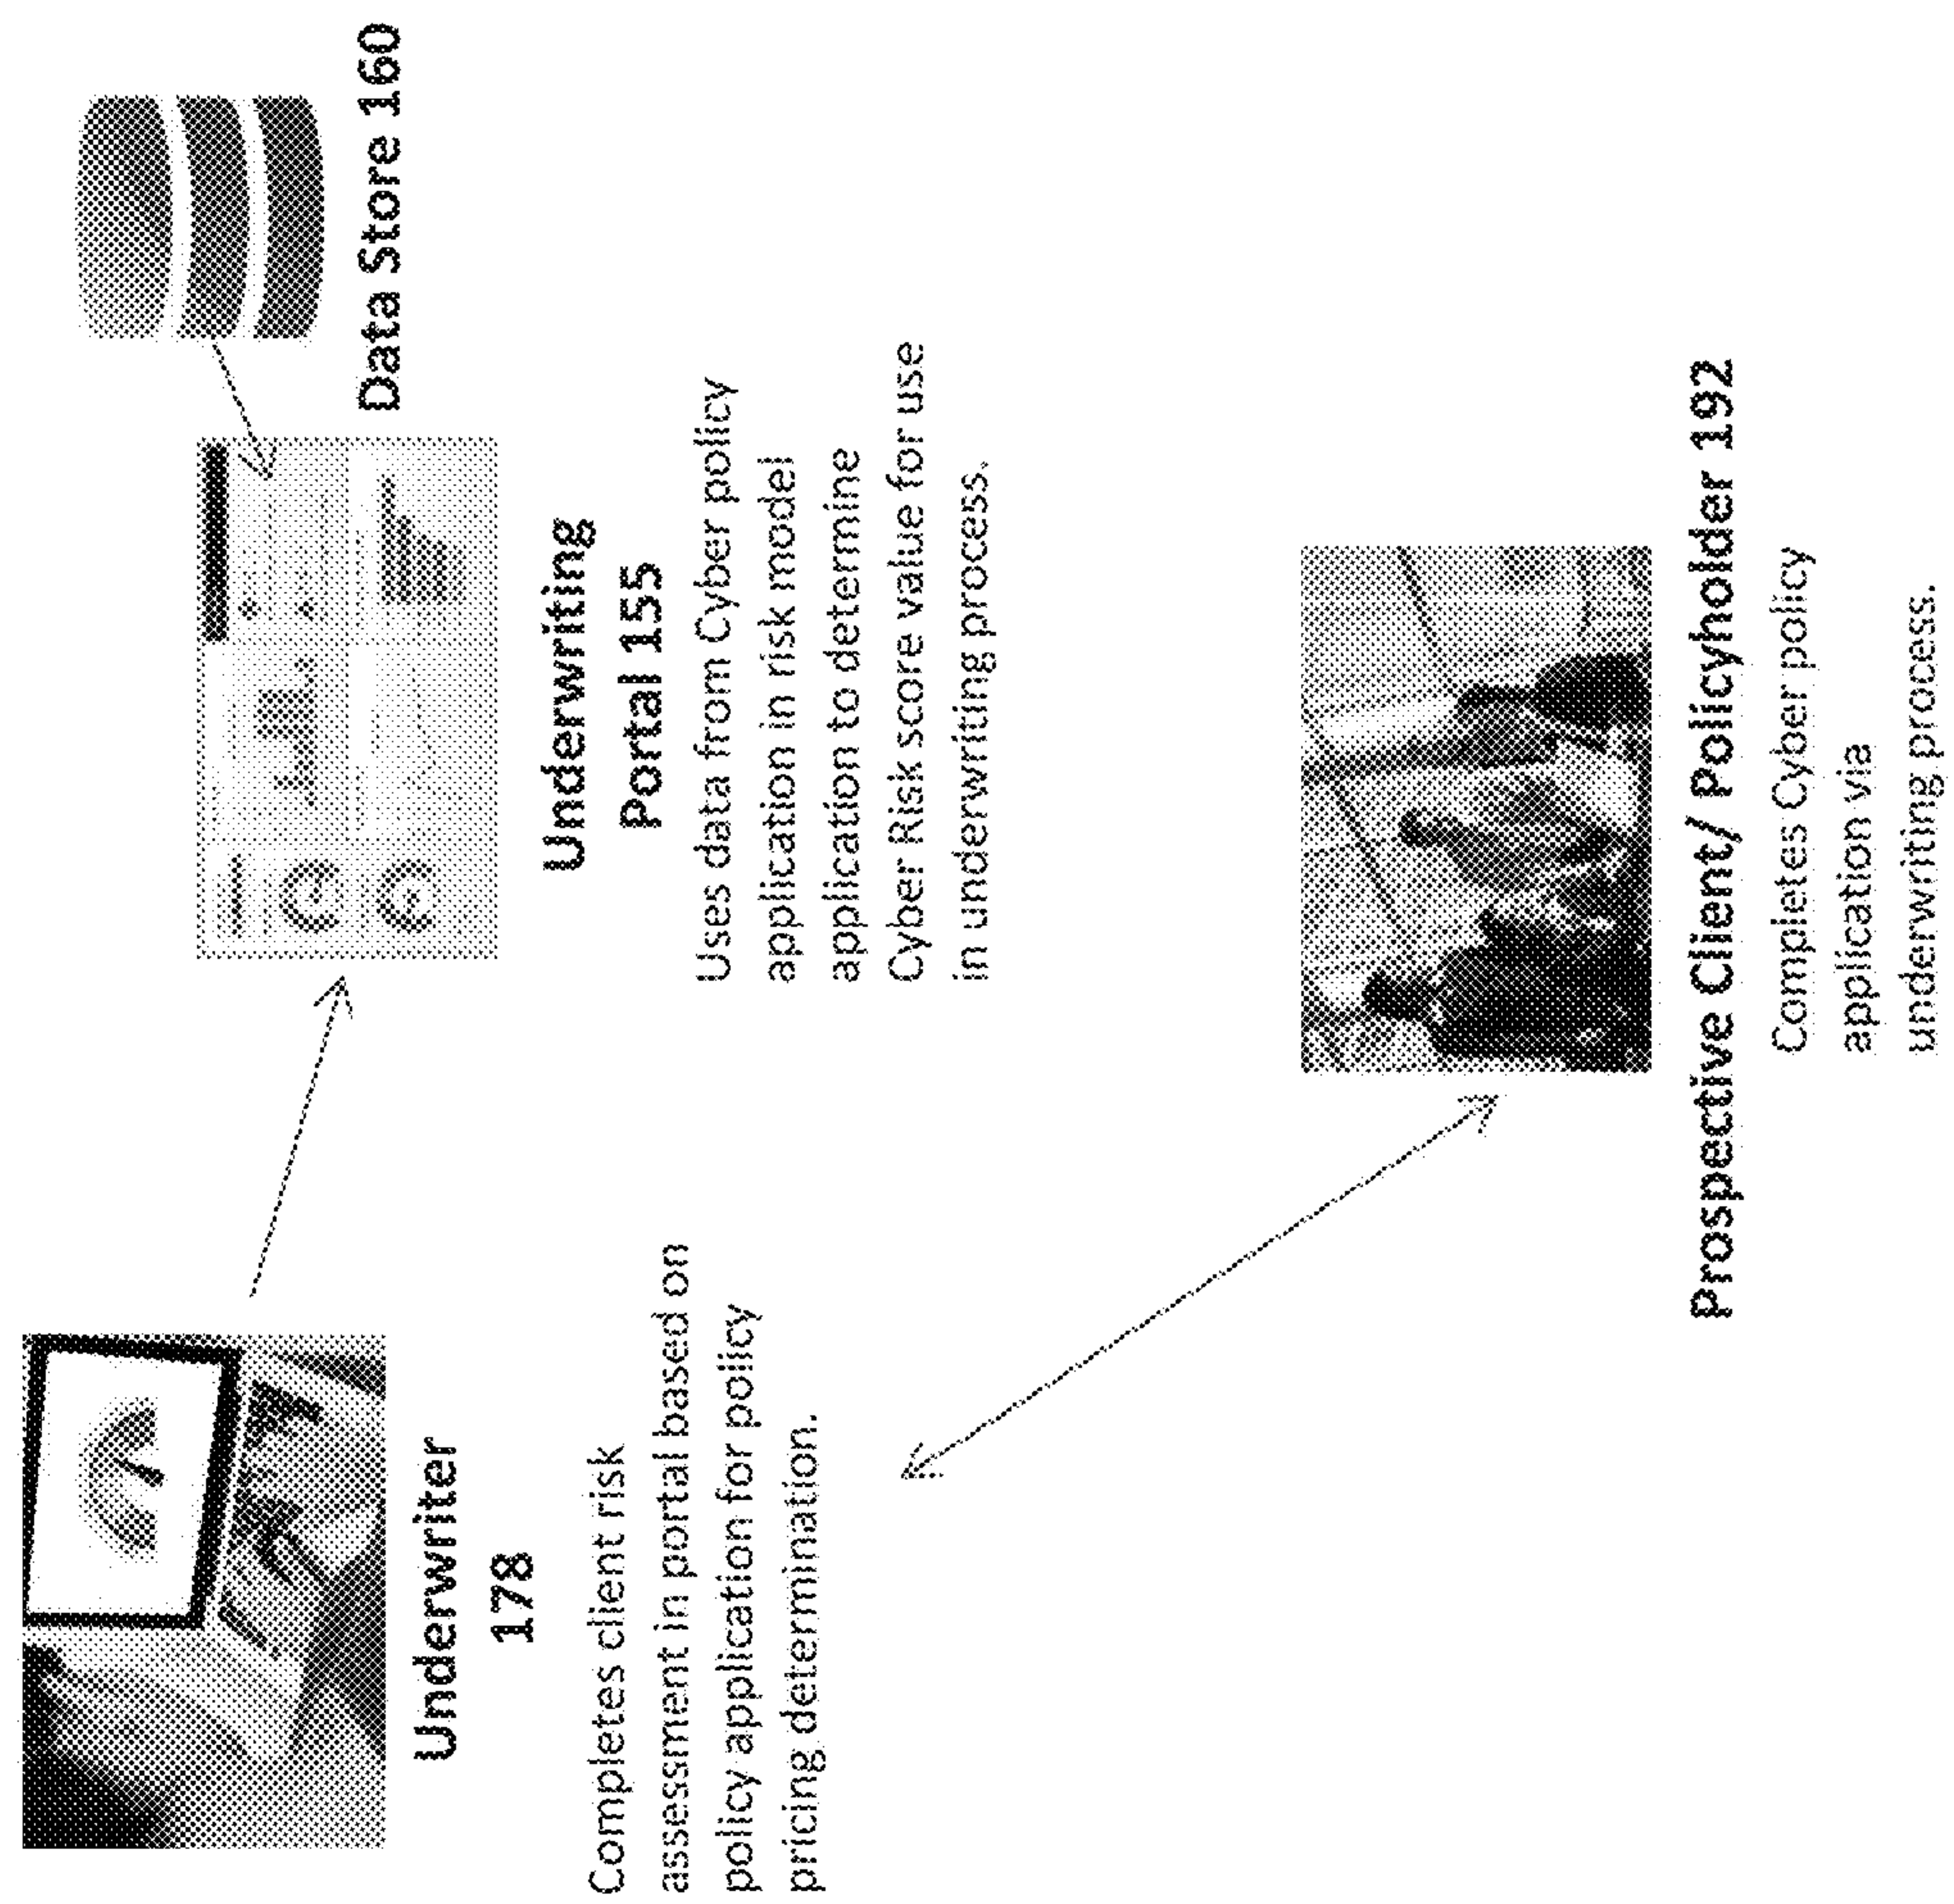 Underwriter
178
Completes client risk
assessment in portal based on
policy application for policy
pricing determination.
Underwriting
Portal 155
Uses data from Cyber policy
application in risk model
application to determine
Cyber Risk score value for use
in underwriting process.
Data Store 160
Prospective Client/ Policyholder 192
Completes Cyber policy
application via
underwriting process.